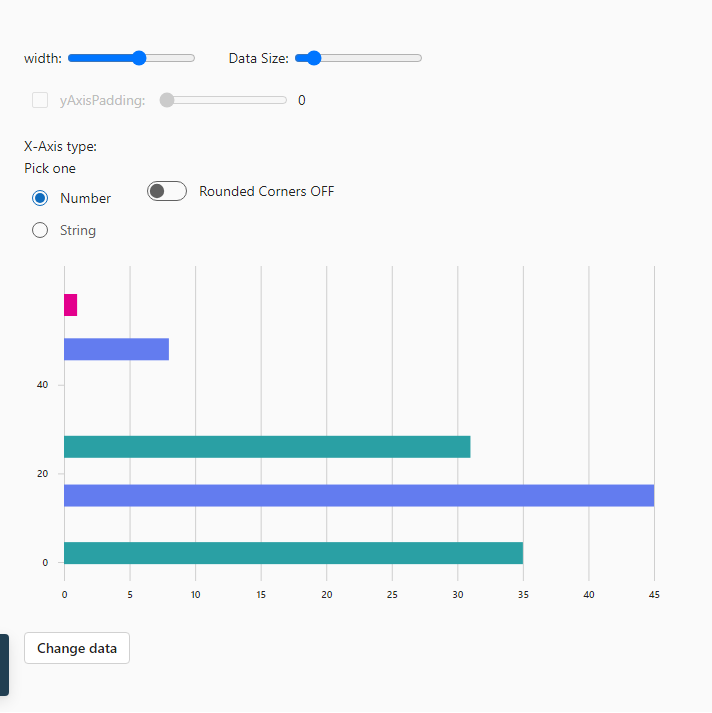 width: Data Size:
yAxisPadding: 0
X-Axis type:
Pick one
Number
Rounded Corners OFF
String
40
20
0
0 5 10 15 20 25 30 35 40 45
Change data